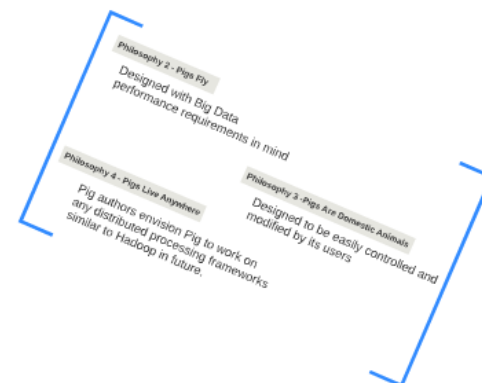 Philosophy 2 - Pigs Fly
Designed with Big Data
performance requirements in mind
Philosophy 4 - Pigs Live Anywhere
Pig authors envision Pig to work on
any distributed processing frameworks
similar to Hadoop in future.
Philosophy 3 -Pigs Are Domestic Animals
Designed to be easily controlled and
modified by its users